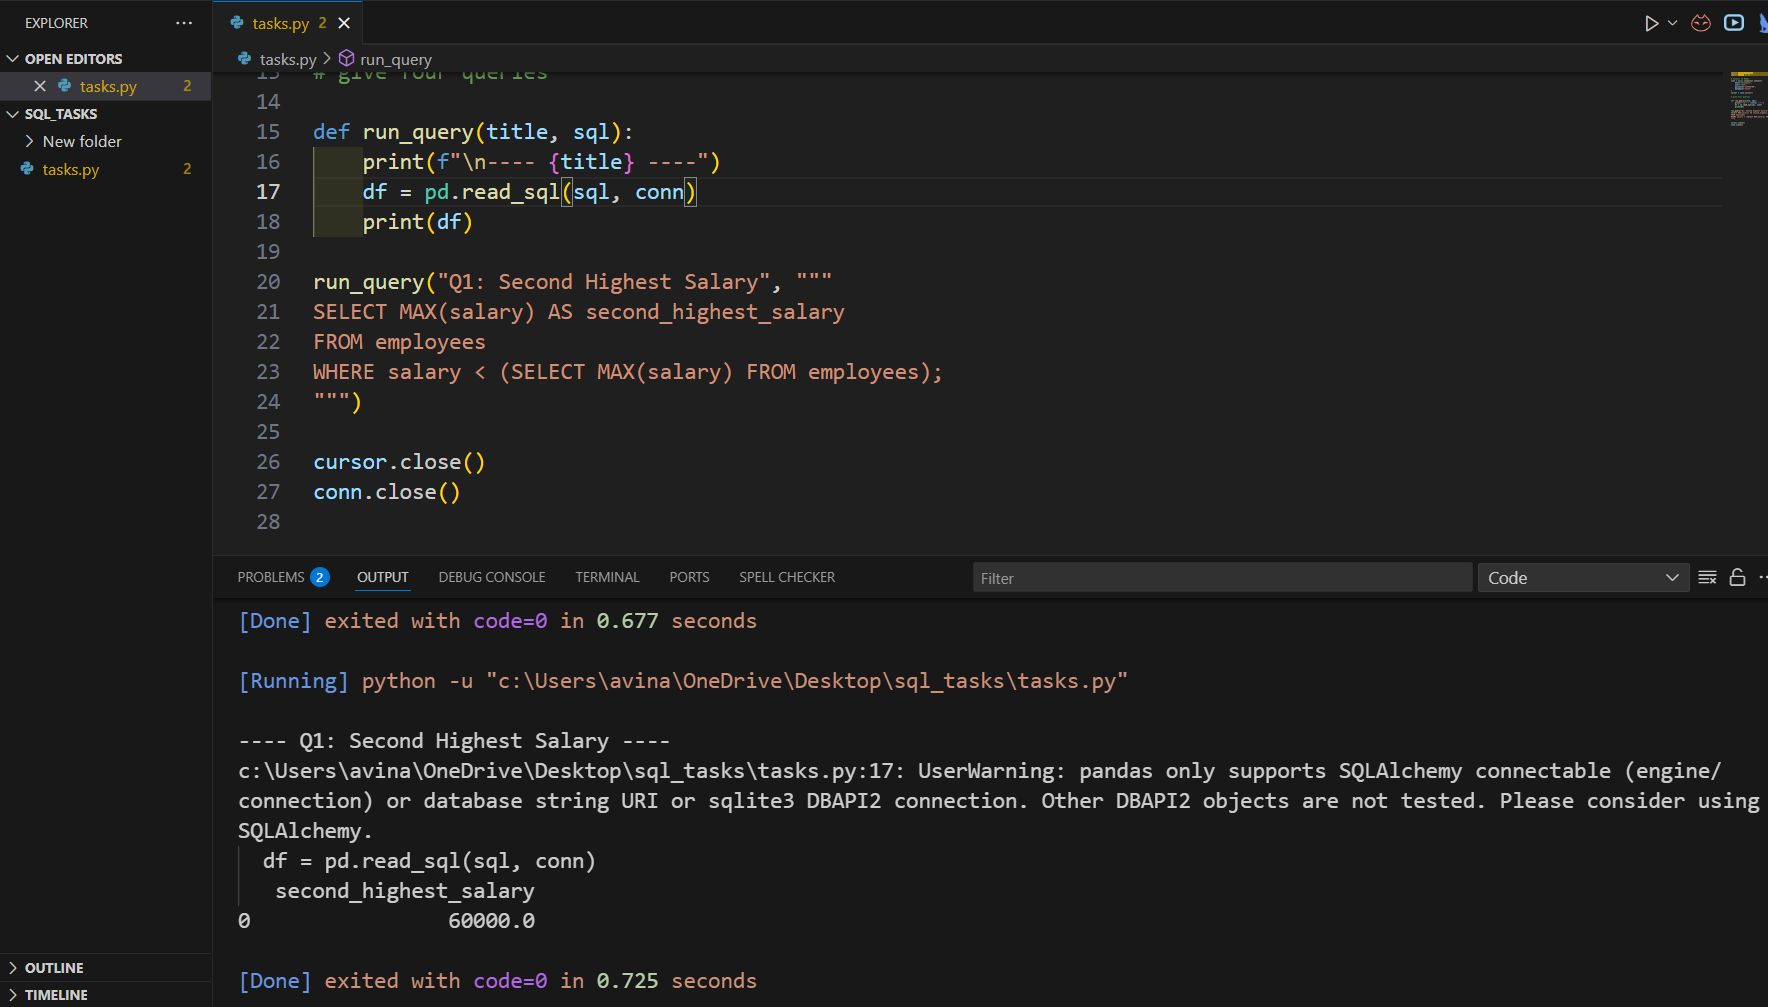 EXPLORER ···
tasks.py 2
OPEN EDITORS
tasks.py 2
SQL_TASKS
New folder
tasks.py 2
OUTLINE
TIMELINE
tasks.py > run_query
13 # give four queries
14
15 def run_query(title, sql):
16 print(f"\n---- {title} ----")
17 df = pd.read_sql(sql, conn)
18 print(df)
19
20 run_query("Q1: Second Highest Salary", """
21 SELECT MAX(salary) AS second_highest_salary
22 FROM employees
23 WHERE salary < (SELECT MAX(salary) FROM employees);
24 """)
25
26 cursor.close()
27 conn.close()
28
PROBLEMS 2 OUTPUT DEBUG CONSOLE TERMINAL PORTS SPELL CHECKER Filter Code
[Done] exited with code=0 in 0.677 seconds
[Running] python -u "c:\Users\avina\OneDrive\Desktop\sql_tasks\tasks.py"
---- Q1: Second Highest Salary ----
c:\Users\avina\OneDrive\Desktop\sql_tasks\tasks.py:17: UserWarning: pandas only supports SQLAlchemy connectable (engine/
connection) or database string URI or sqlite3 DBAPI2 connection. Other DBAPI2 objects are not tested. Please consider using
SQLAlchemy.
df = pd.read_sql(sql, conn)
second_highest_salary
0 60000.0
[Done] exited with code=0 in 0.725 seconds